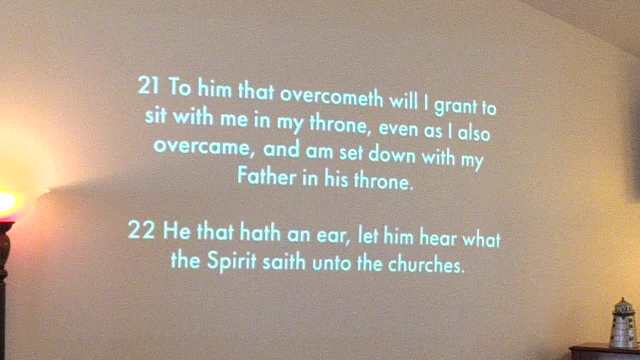 21 To him that overcometh will I grant to
sit with me in my throne, even as I also
overcame, and am set down with my
Father in his throne.
22 He that hath an ear, let him hear what
the Spirit saith unto the churches.